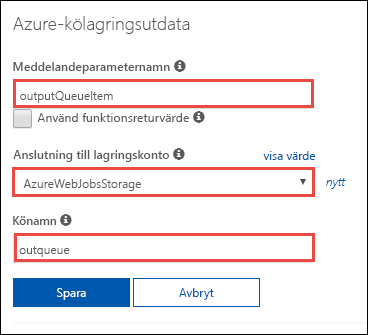 Azure-kölagringsutdata
Meddelandeparameternamn
outputQueueItem
Använd funktionsreturvärde
Anslutning till lagringskonto visa värde
AzureWebJobsStorage nytt
Könamn
outqueue
Spara Avbryt